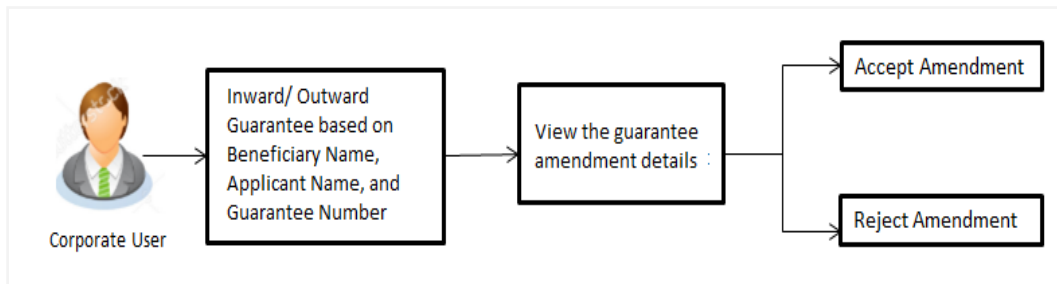 Inward/ Outward
Guarantee based on
Beneficiary Name,
Applicant Name, and
Guarantee Number
Corporate User
View the guarantee
amendment details :
Accept Amendment
Reject Amendment